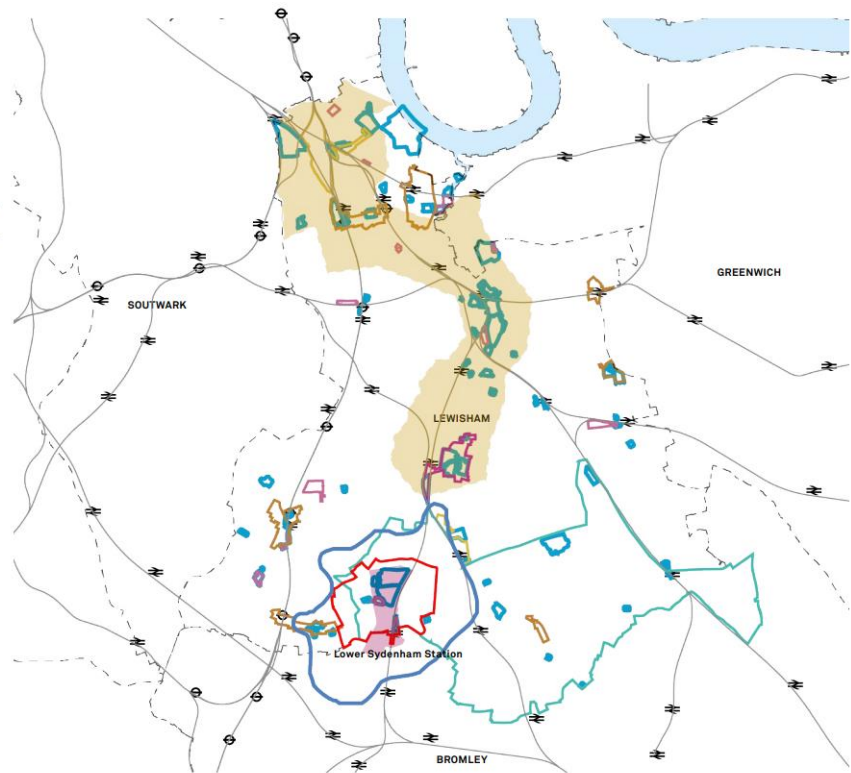 GREENWICH
SOUTWARK
LEWISHAM
Lower Sydenham Station
BROMLEY